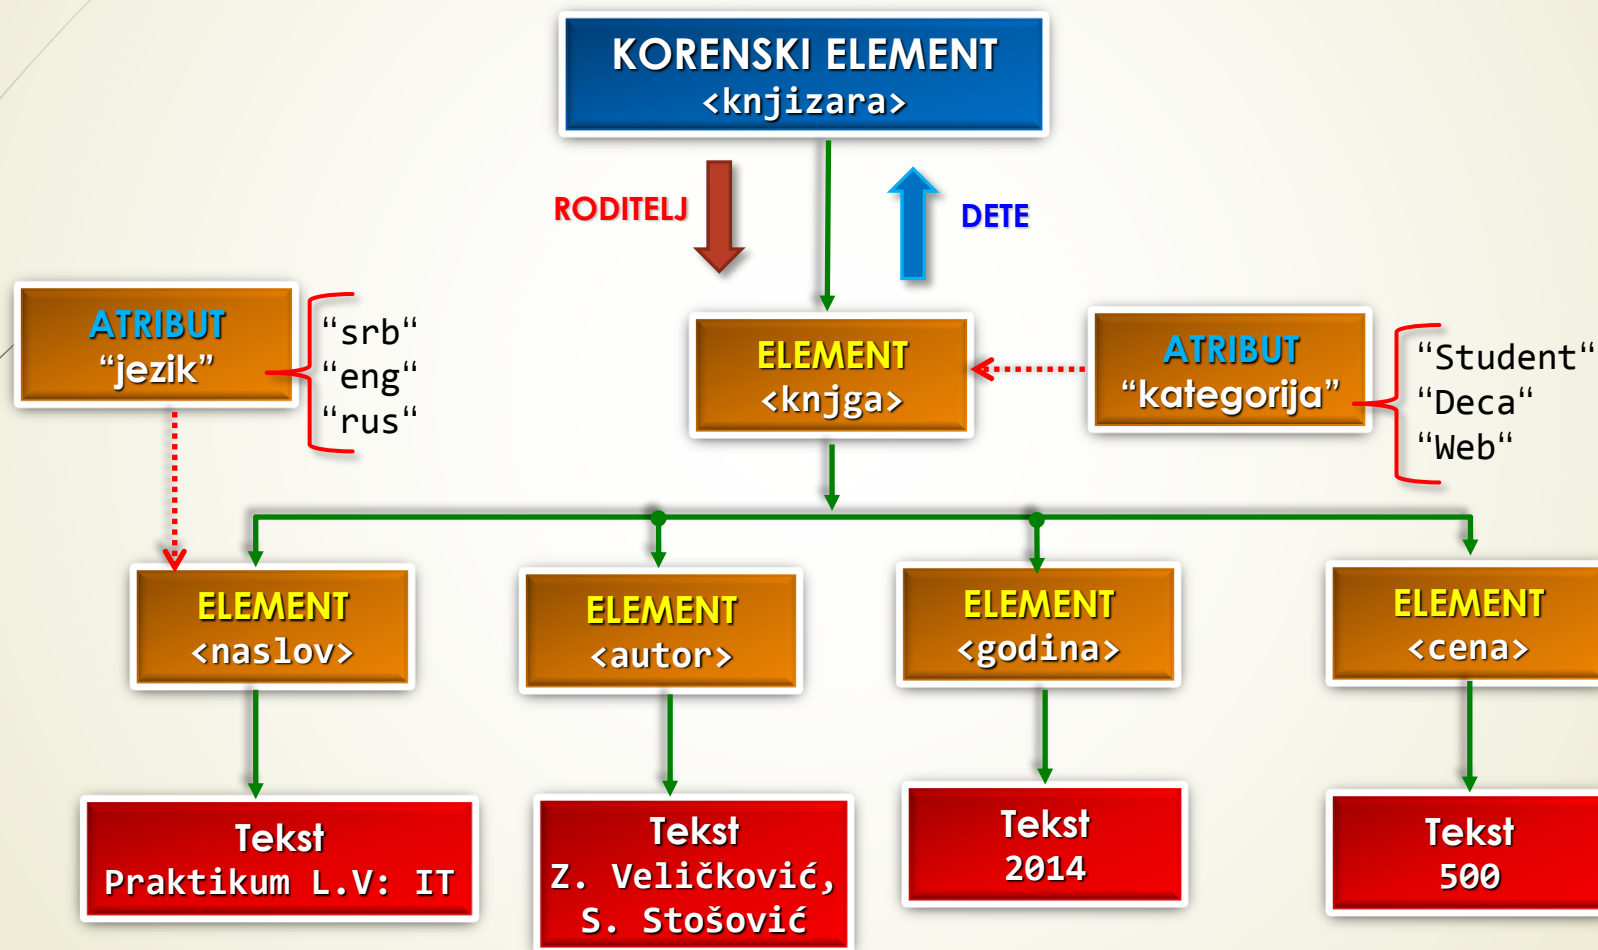 KORENSKI ELEMENT
<knjizara>
RODITELJ
DETE
ATRIBUT
“jezik”
“srb“
“eng“
“rus“
ELEMENT
<knjga>
ATRIBUT
“kategorija”
“Student“
“Deca“
“Web“
ELEMENT
<naslov>
ELEMENT
<autor>
ELEMENT
<godina>
ELEMENT
<cena>
Tekst
Praktikum L.V: IT
Tekst
Z. Veličković,
S. Stošović
Tekst
2014
Tekst
500